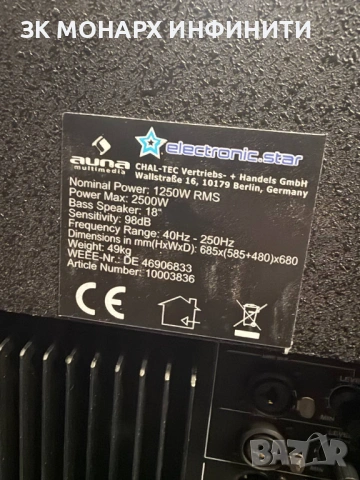 ЗК МОНАРХ ИНФИНИТИ
auna
multimedia
electronic.star
CHAL-TEC Vertriebs- + Handels GmbH
Wallstraße 16, 10179 Berlin, Germany
Nominal Power: 1250W RMS
Power Max: 2500W
Bass Speaker: 18"
Sensitivity: 98dB
Frequency Range: 40Hz - 250Hz
Dimensions in mm(HxWxD): 685x(585+480)x680
Weight: 49kg
WEEE-Nr.: DE 46906833
Article Number: 10003836
CE
BAZAR
bg